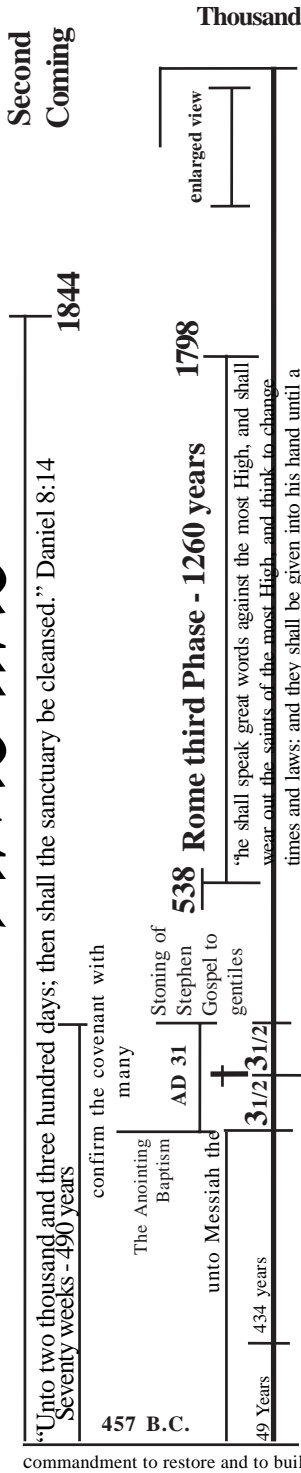 Thousand
Second
Coming
enlarged view
1844
“Unto two thousand and three hundred days; then shall the sanctuary be cleansed.” Daniel 8:14
Seventy weeks - 490 years
1798
538 Rome third Phase - 1260 years
“he shall speak great words against the most High, and shall
wear out the saints of the most High, and think to change
times and laws: and they shall be given into his hand until a
confirm the covenant with
many
Stoning of
Stephen
Gospel to
gentiles
AD 31
The Anointing
Baptism
31/2 31/2
unto Messiah the
457 B.C.
49 Years
434 years
commandment to restore and to buil